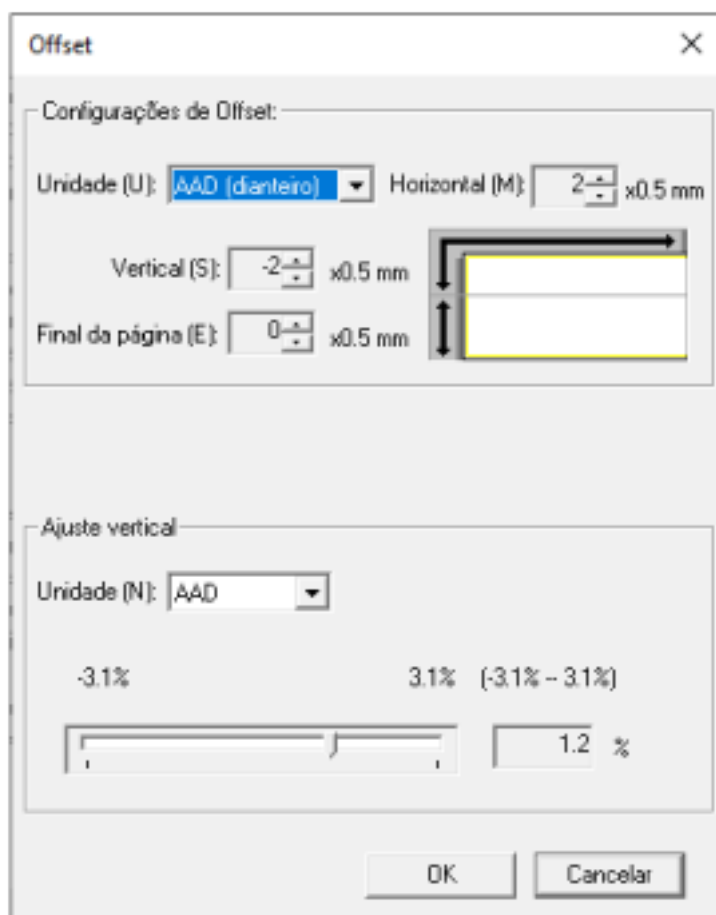 Offset
Configurações de Offset:
Unidade (U): AAD (dianteiro) Horizontal (M): 2 x0.5 mm
Vertical (S): -2 x0.5 mm
Final da página (E): 0 x0.5 mm
Ajuste vertical
Unidade (N): AAD
-3.1% 3.1% (-3.1% -- 3.1%)
1.2 %
OK Cancelar